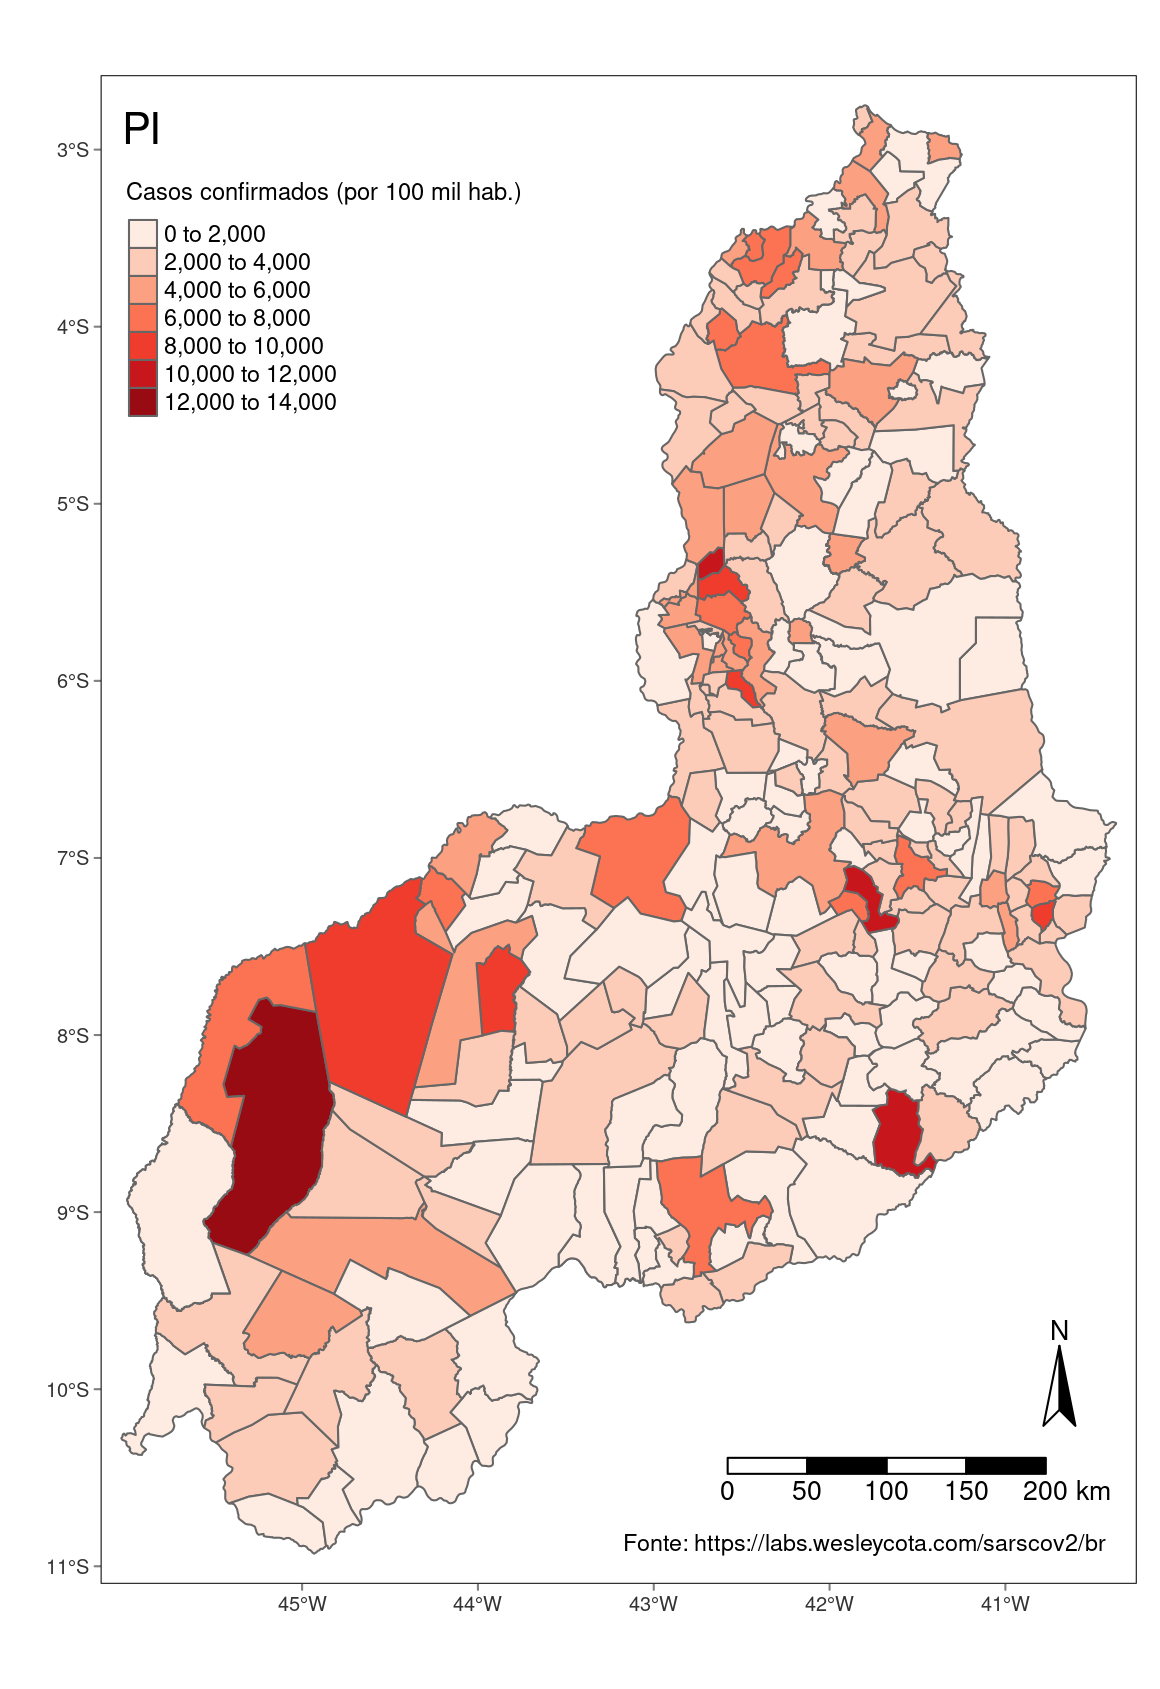 PI
Casos confirmados (por 100 mil hab.)
0 to 2,000
2,000 to 4,000
4,000 to 6,000
6,000 to 8,000
8,000 to 10,000
10,000 to 12,000
12,000 to 14,000
3°S
4°S
5°S
6°S
7°S
8°S
9°S
10°S
11°S
N
0 50 100 150 200 km
Fonte: https://labs.wesleycota.com/sarscov2/br
45°W 44°W 43°W 42°W 41°W